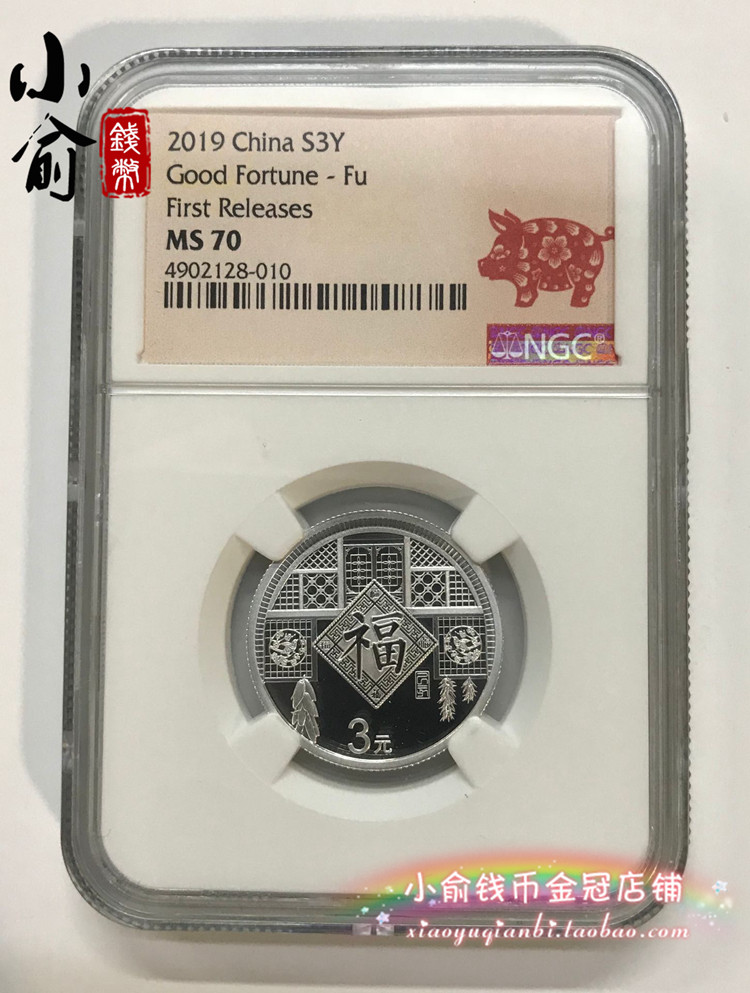 小俞
錢幣
2019 China S3Y
Good Fortune - Fu
First Releases
MS 70
4902128-010
NGC®
福
3元
小俞钱币金冠店铺
xiaoyuqianbi.taobao.com